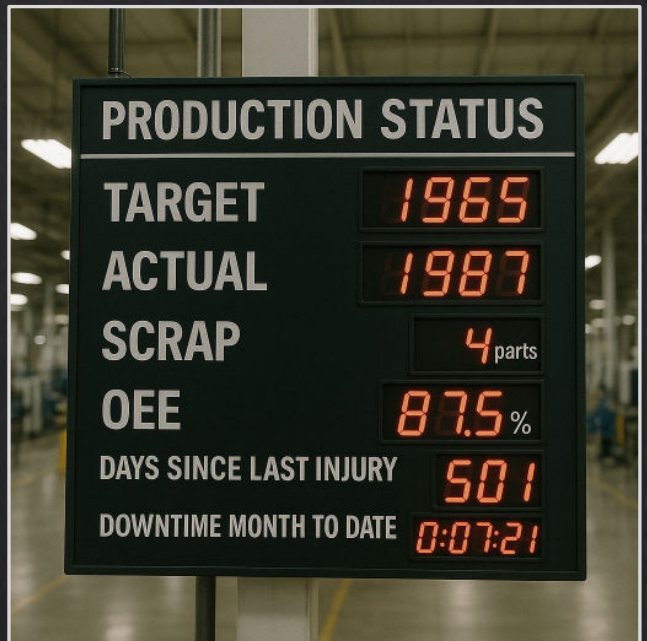 PRODUCTION STATUS
TARGET 1965
ACTUAL 1987
SCRAP 4 parts
OEE 87.5 %
DAYS SINCE LAST INJURY 501
DOWNTIME MONTH TO DATE 0:07:21